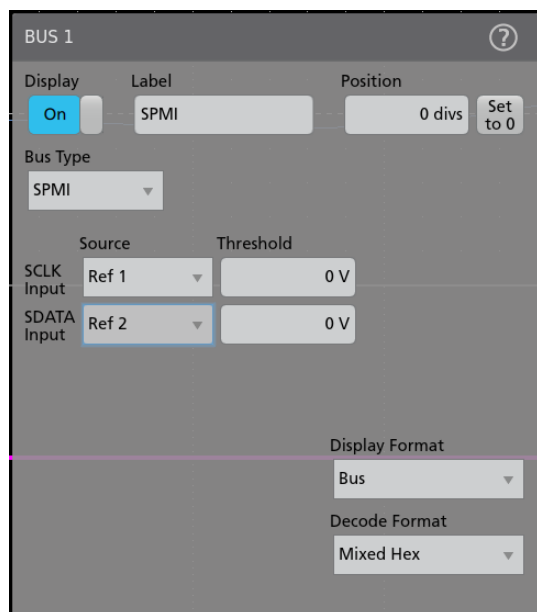 BUS 1
?
Display Label Position
On SPMI 0 divs Set to 0
Bus Type
SPMI
Source Threshold
SCLK Input Ref 1 0 V
SDATA Input Ref 2 0 V
Display Format
Bus
Decode Format
Mixed Hex